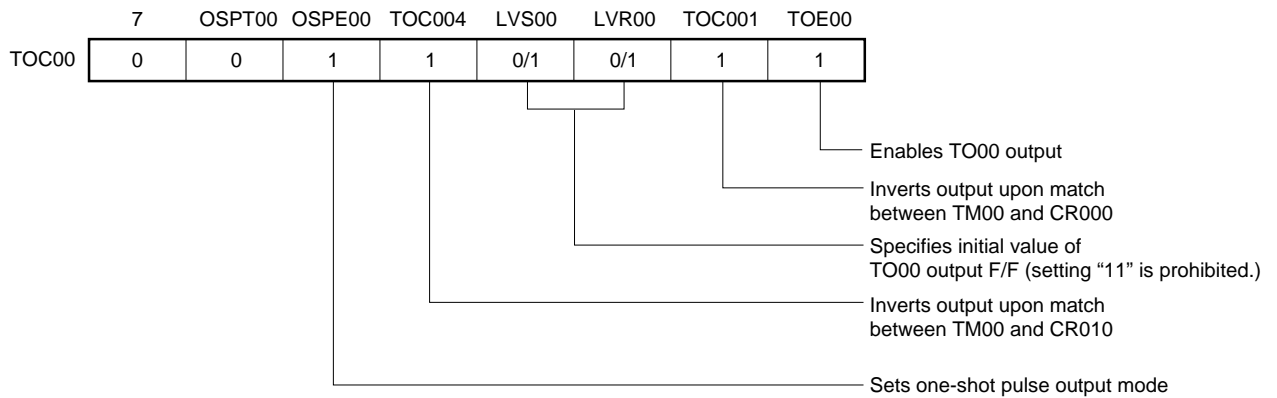 7 OSPT00 OSPE00 TOC004 LVS00 LVR00 TOC001 TOE00
TOC00 0 0 1 1 0/1 0/1 1 1
Enables TO00 output
Inverts output upon match
between TM00 and CR000
Specifies initial value of
TO00 output F/F (setting “11” is prohibited.)
Inverts output upon match
between TM00 and CR010
Sets one-shot pulse output mode